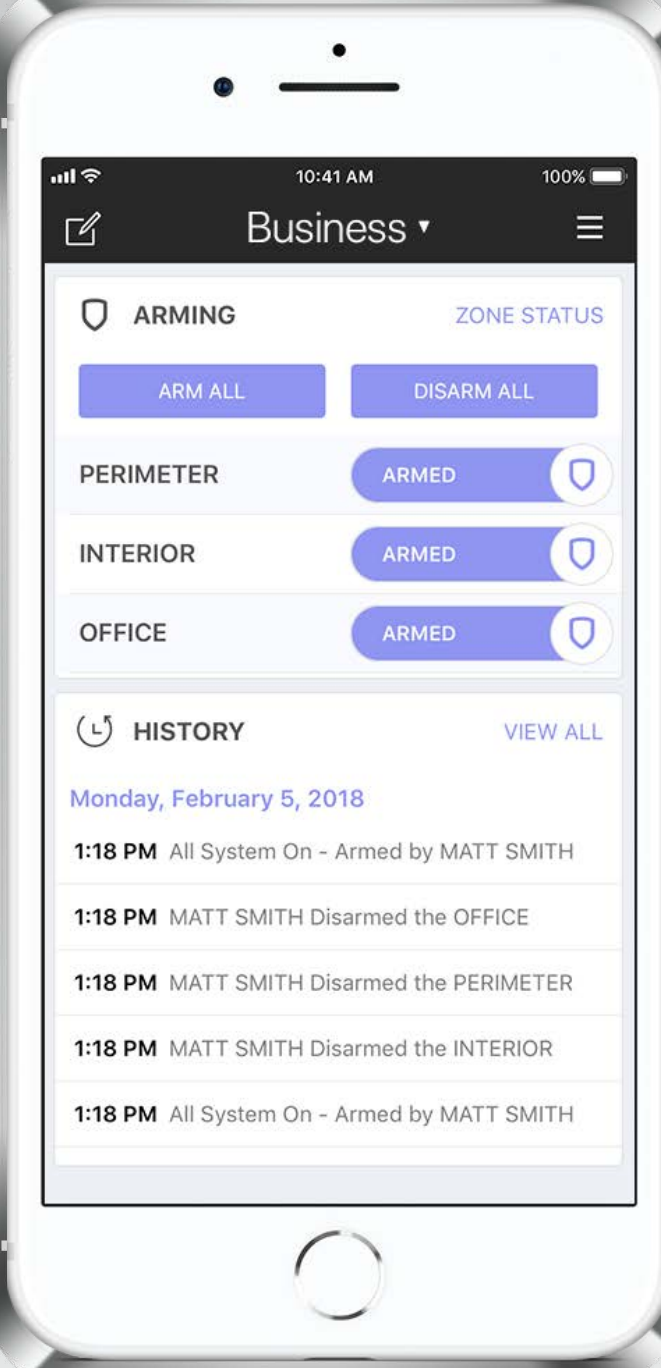 10:41 AM 100%
Business
ARMING ZONE STATUS
ARM ALL DISARM ALL
PERIMETER ARMED
INTERIOR ARMED
OFFICE ARMED
HISTORY VIEW ALL
Monday, February 5, 2018
1:18 PM All System On - Armed by MATT SMITH
1:18 PM MATT SMITH Disarmed the OFFICE
1:18 PM MATT SMITH Disarmed the PERIMETER
1:18 PM MATT SMITH Disarmed the INTERIOR
1:18 PM All System On - Armed by MATT SMITH